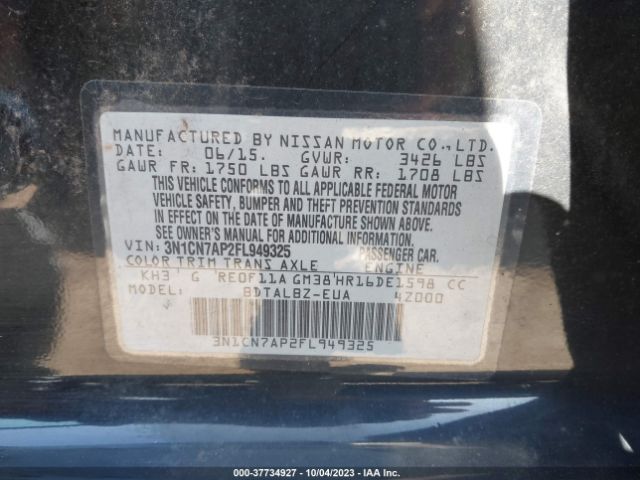 MANUFACTURED BY NISSAN MOTOR CO.,LTD.
DATE: 06/15. GVWR: 3426 LBS
GAWR FR: 1750 LBS GAWR RR: 1708 LBS
THIS VEHICLE CONFORMS TO ALL APPLICABLE FEDERAL MOTOR
VEHICLE SAFETY, BUMPER AND THEFT PREVENTION STANDARDS
IN EFFECT ON THE DATE OF MANUFACTURE SHOWN ABOVE.
SEE OWNER'S MANUAL FOR ADDITIONAL INFORMATION.
VIN: 3N1CN7AP2FL949325 PASSENGER CAR.
COLOR TRIM TRANS AXLE ENGINE
KH3 G RE0F11A GM38 HR16DE1598 CC
MODEL: BDTALBZ-EUA 4Z000
3N1CN7AP2FL949325
000-37734927 - 10/04/2023 - IAA Inc.